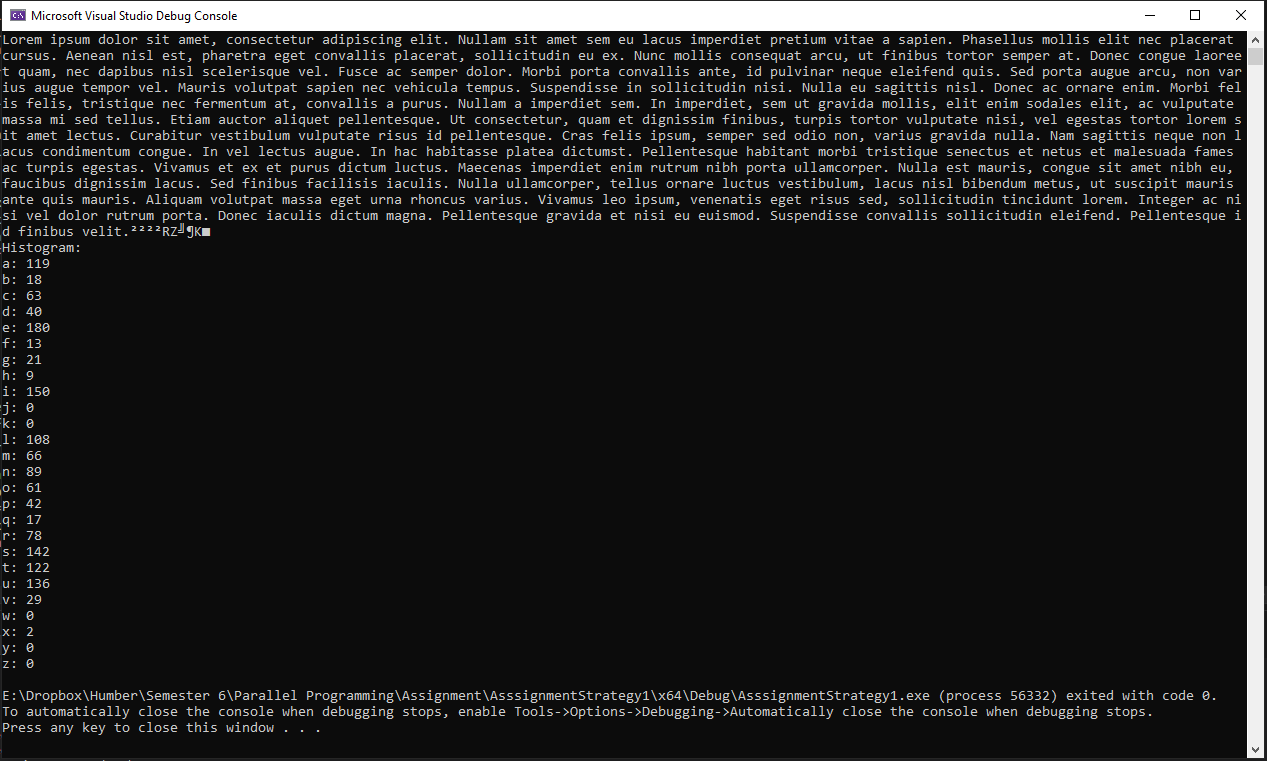 Microsoft Visual Studio Debug Console
Lorem ipsum dolor sit amet, consectetur adipiscing elit. Nullam sit amet sem eu lacus imperdiet pretium vitae a sapien. Phasellus mollis elit nec placerat
cursus. Aenean nisl est, pharetra eget convallis placerat, sollicitudin eu ex. Nunc mollis consequat arcu, ut finibus tortor semper at. Donec congue laoree
t quam, nec dapibus nisl scelerisque vel. Fusce ac semper dolor. Morbi porta convallis ante, id pulvinar neque eleifend quis. Sed porta augue arcu, non var
ius augue tempor vel. Mauris volutpat sapien nec vehicula tempus. Suspendisse in sollicitudin nisi. Nulla eu sagittis nisl. Donec ac ornare enim. Morbi fel
is felis, tristique nec fermentum at, convallis a purus. Nullam a imperdiet sem. In imperdiet, sem ut gravida mollis, elit enim sodales elit, ac vulputate
massa mi sed tellus. Etiam auctor aliquet pellentesque. Ut consectetur, quam et dignissim finibus, turpis tortor vulputate nisi, vel egestas tortor lorem s
it amet lectus. Curabitur vestibulum vulputate risus id pellentesque. Cras felis ipsum, semper sed odio non, varius gravida nulla. Nam sagittis neque non l
acus condimentum congue. In vel lectus augue. In hac habitasse platea dictumst. Pellentesque habitant morbi tristique senectus et netus et malesuada fames
ac turpis egestas. Vivamus et ex et purus dictum luctus. Maecenas imperdiet enim rutrum nibh porta ullamcorper. Nulla est mauris, congue sit amet nibh eu,
faucibus dignissim lacus. Sed finibus facilisis iaculis. Nulla ullamcorper, tellus ornare luctus vestibulum, lacus nisl bibendum metus, ut suscipit mauris
ante quis mauris. Aliquam volutpat massa eget urna rhoncus varius. Vivamus leo ipsum, venenatis eget risus sed, sollicitudin tincidunt lorem. Integer ac ni
si vel dolor rutrum porta. Donec iaculis dictum magna. Pellentesque gravida et nisi eu euismod. Suspendisse convallis sollicitudin eleifend. Pellentesque i
d finibus velit.²²²²RZ╝¶K■
Histogram:
a: 119
b: 18
c: 63
d: 40
e: 180
f: 13
g: 21
h: 9
i: 150
j: 0
k: 0
l: 108
m: 66
n: 89
o: 61
p: 42
q: 17
r: 78
s: 142
t: 122
u: 136
v: 29
w: 0
x: 2
y: 0
z: 0
E:\Dropbox\Humber\Semester 6\Parallel Programming\Assignment\AsssignmentStrategy1\x64\Debug\AsssignmentStrategy1.exe (process 56332) exited with code 0.
To automatically close the console when debugging stops, enable Tools->Options->Debugging->Automatically close the console when debugging stops.
Press any key to close this window . . .